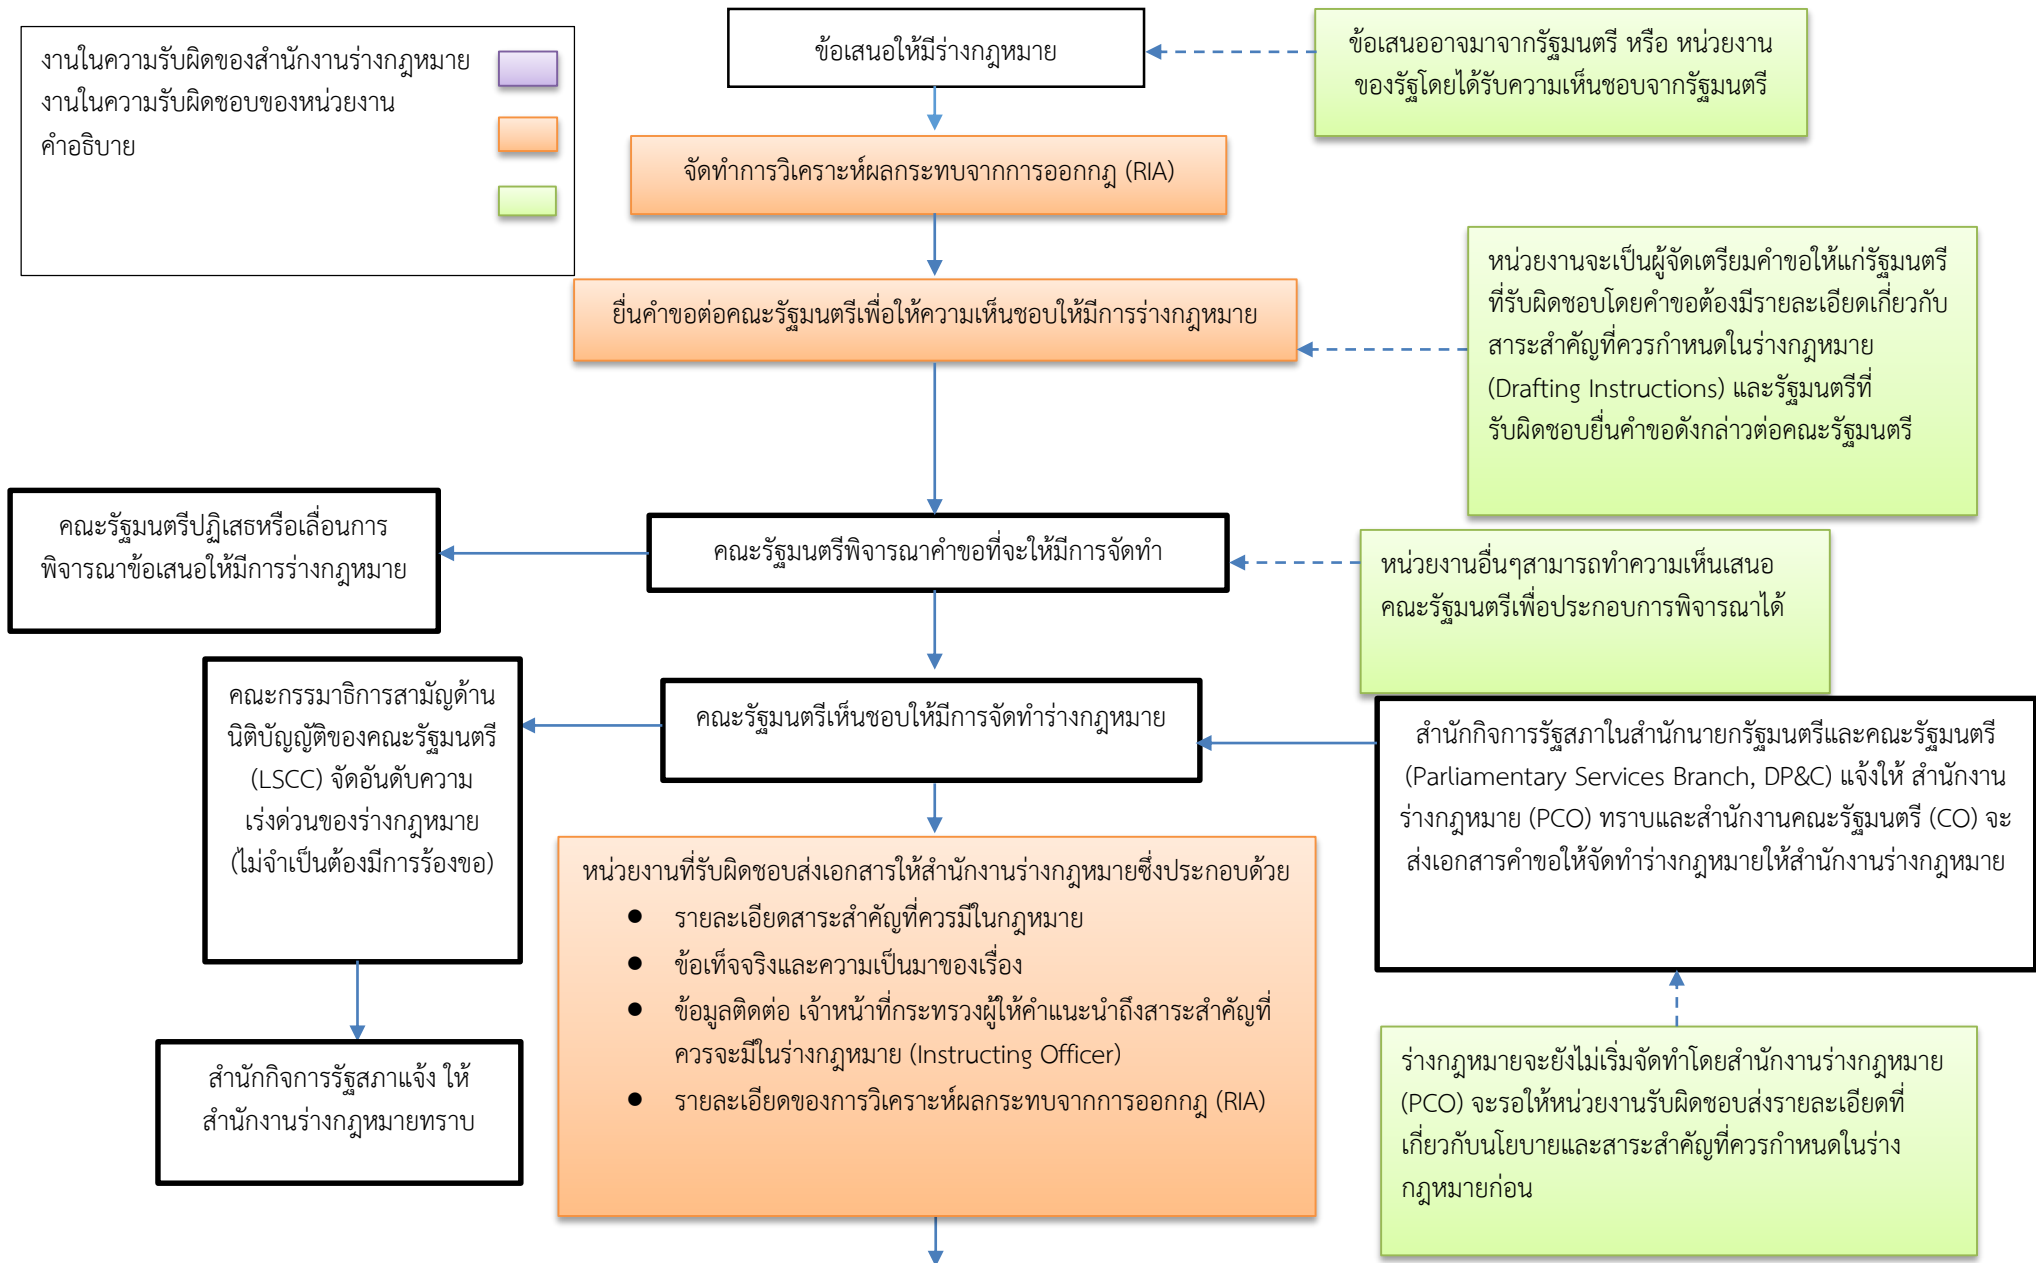 งานในความรับผิดของสำนักงานร่างกฎหมาย
งานในความรับผิดชอบของหน่วยงาน
คำอธิบาย
ข้อเสนอให้มีร่างกฎหมาย
ข้อเสนออาจมาจากรัฐมนตรี หรือ หน่วยงาน
ของรัฐโดยได้รับความเห็นชอบจากรัฐมนตรี
จัดทำการวิเคราะห์ผลกระทบจากการออกกฎ (RIA)
ยื่นคำขอต่อคณะรัฐมนตรีเพื่อให้ความเห็นชอบให้มีการร่างกฎหมาย
หน่วยงานจะเป็นผู้จัดเตรียมคำขอให้แก่รัฐมนตรี
ที่รับผิดชอบโดยคำขอต้องมีรายละเอียดเกี่ยวกับ
สาระสำคัญที่ควรกำหนดในร่างกฎหมาย
(Drafting Instructions) และรัฐมนตรีที่
รับผิดชอบยื่นคำขอดังกล่าวต่อคณะรัฐมนตรี
คณะรัฐมนตรีปฏิเสธหรือเลื่อนการ
พิจารณาข้อเสนอให้มีการร่างกฎหมาย
คณะรัฐมนตรีพิจารณาคำขอที่จะให้มีการจัดทำ
หน่วยงานอื่นๆสามารถทำความเห็นเสนอ
คณะรัฐมนตรีเพื่อประกอบการพิจารณาได้
คณะกรรมาธิการสามัญด้าน
นิติบัญญัติของคณะรัฐมนตรี
(LSCC) จัดอันดับความ
เร่งด่วนของร่างกฎหมาย
(ไม่จำเป็นต้องมีการร้องขอ)
คณะรัฐมนตรีเห็นชอบให้มีการจัดทำร่างกฎหมาย
สำนักกิจการรัฐสภาในสำนักนายกรัฐมนตรีและคณะรัฐมนตรี
(Parliamentary Services Branch, DP&C) แจ้งให้ สำนักงาน
ร่างกฎหมาย (PCO) ทราบและสำนักงานคณะรัฐมนตรี (CO) จะ
ส่งเอกสารคำขอให้จัดทำร่างกฎหมายให้สำนักงานร่างกฎหมาย
หน่วยงานที่รับผิดชอบส่งเอกสารให้สำนักงานร่างกฎหมายซึ่งประกอบด้วย
● รายละเอียดสาระสำคัญที่ควรมีในกฎหมาย
● ข้อเท็จจริงและความเป็นมาของเรื่อง
● ข้อมูลติดต่อ เจ้าหน้าที่กระทรวงผู้ให้คำแนะนำถึงสาระสำคัญที่
ควรจะมีในร่างกฎหมาย (Instructing Officer)
● รายละเอียดของการวิเคราะห์ผลกระทบจากการออกกฎ (RIA)
สำนักกิจการรัฐสภาแจ้ง ให้
สำนักงานร่างกฎหมายทราบ
ร่างกฎหมายจะยังไม่เริ่มจัดทำโดยสำนักงานร่างกฎหมาย
(PCO) จะรอให้หน่วยงานรับผิดชอบส่งรายละเอียดที่
เกี่ยวกับนโยบายและสาระสำคัญที่ควรกำหนดในร่าง
กฎหมายก่อน